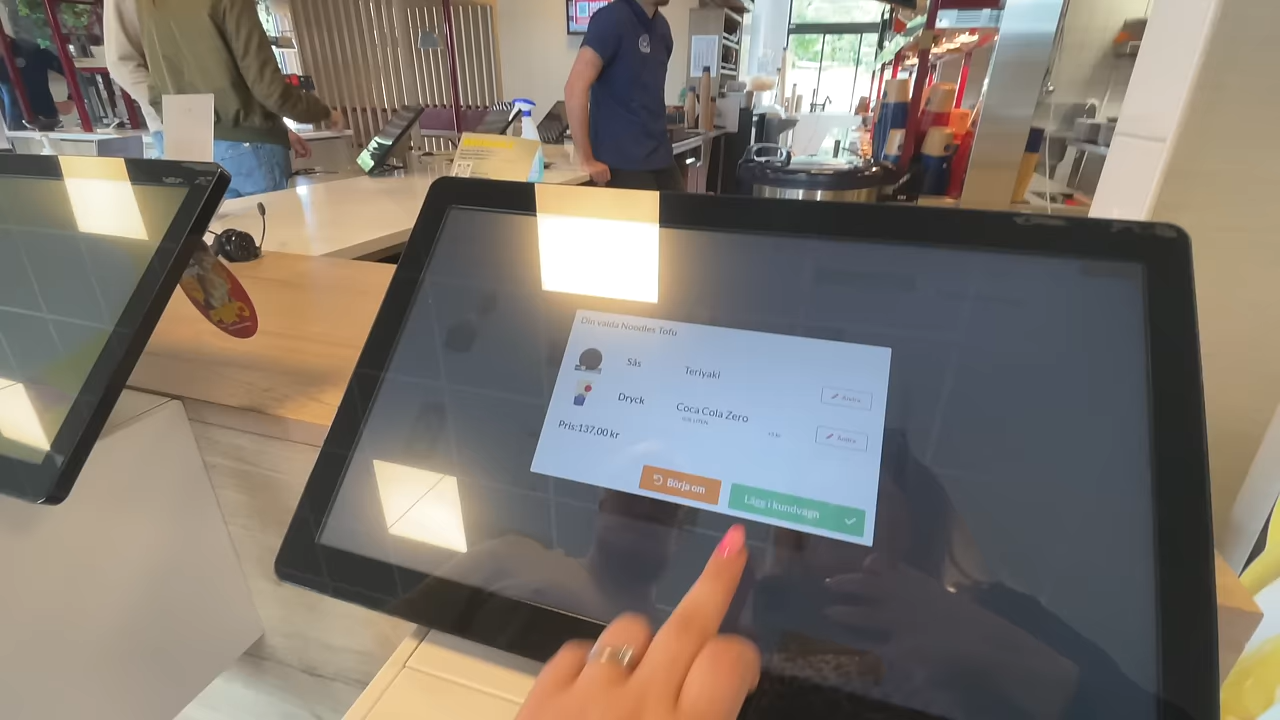 Din valda Noodles Tofu
Sås
Teriyaki
Ändra
Dryck
Coca Cola Zero
Ändra
Pris:137,00 kr
Börja om
Lägg i kundvagn